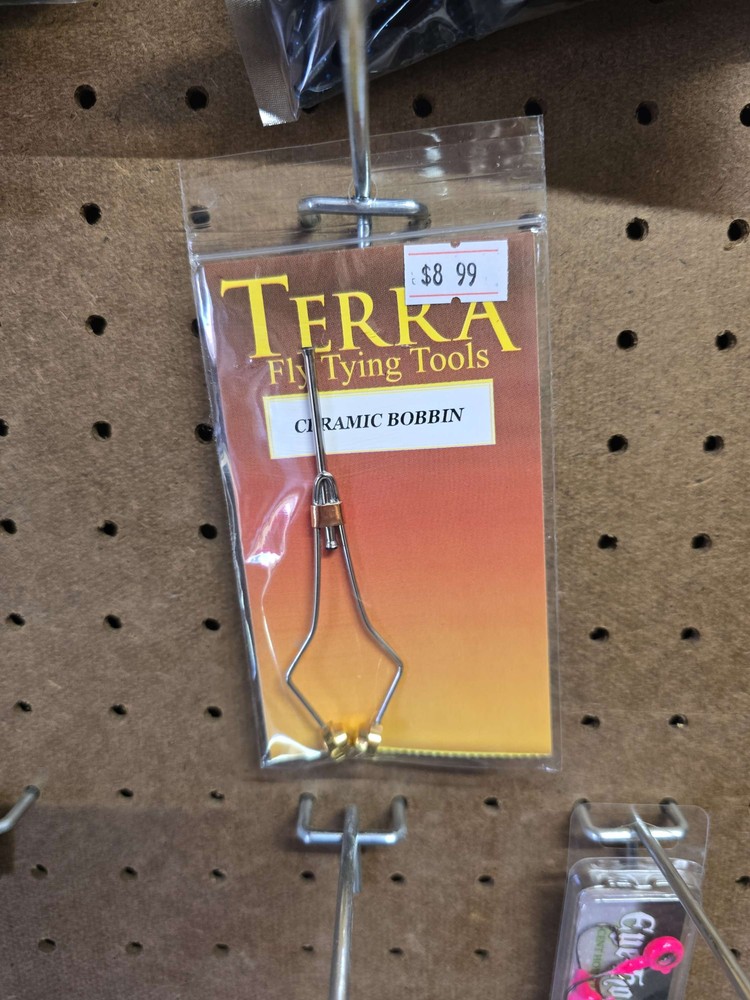 $8 99
TERRA
Fly Tying Tools
CERAMIC BOBBIN